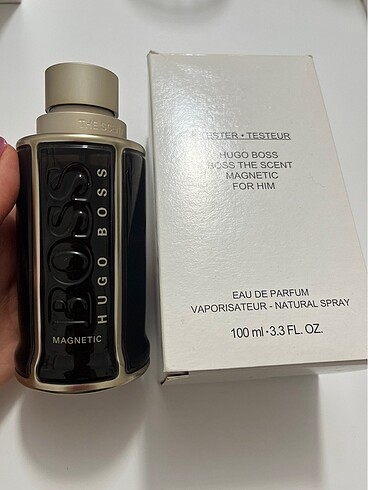 THE SC
BOSS
HUGO BOSS
MAGNETIC
TESTER • TESTEUR
HUGO BOSS
BOSS THE SCENT
MAGNETIC
FOR HIM
EAU DE PARFUM
VAPORISATEUR - NATURAL SPRAY
100 ml • 3.3 FL. OZ.